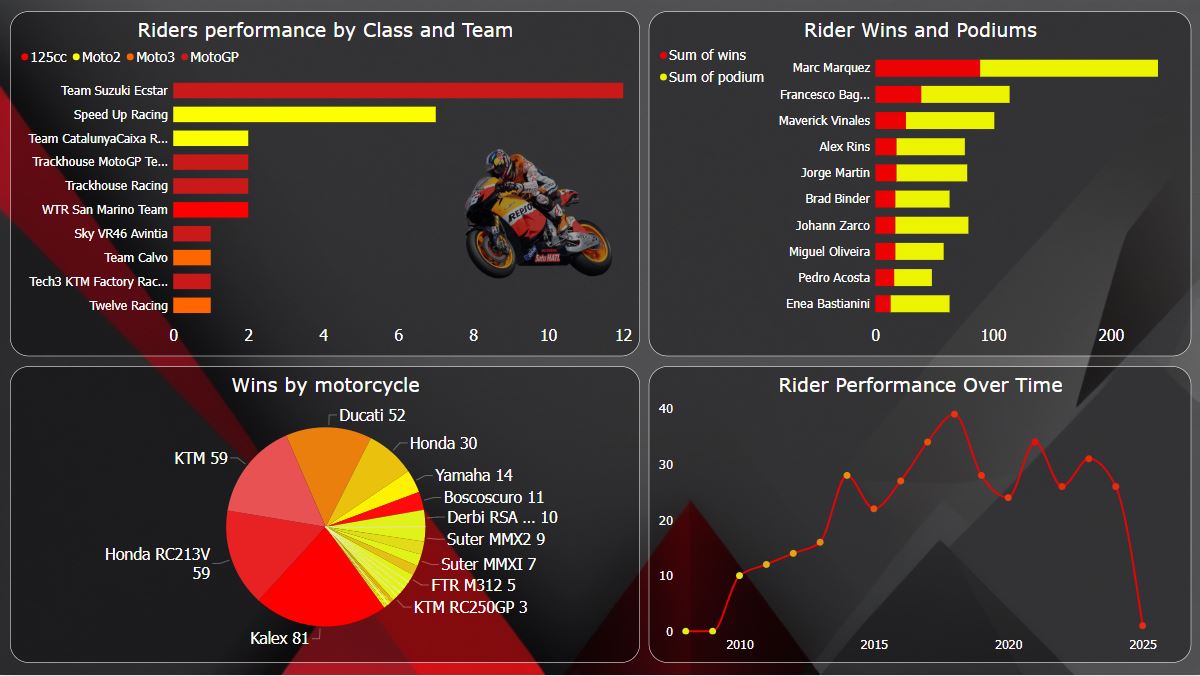 Riders performance by Class and Team
125cc Moto2 Moto3 MotoGP
Team Suzuki Ecstar
Speed Up Racing
Team CatalunyaCaixa R...
Trackhouse MotoGP Te...
Trackhouse Racing
WTR San Marino Team
Sky VR46 Avintia
Team Calvo
Tech3 KTM Factory Rac...
Twelve Racing
0 2 4 6 8 10 12
REPSOL
Rider Wins and Podiums
Sum of wins
Sum of podium
Marc Marquez
Francesco Bag...
Maverick Vinales
Alex Rins
Jorge Martin
Brad Binder
Johann Zarco
Miguel Oliveira
Pedro Acosta
Enea Bastianini
0 100 200
Wins by motorcycle
Ducati 52
Honda 30
Yamaha 14
Boscoscuro 11
Derbi RSA ... 10
Suter MMX2 9
Suter MMXI 7
FTR M312 5
KTM RC250GP 3
Kalex 81
Honda RC213V
59
KTM 59
Rider Performance Over Time
40
30
20
10
0
2010 2015 2020 2025